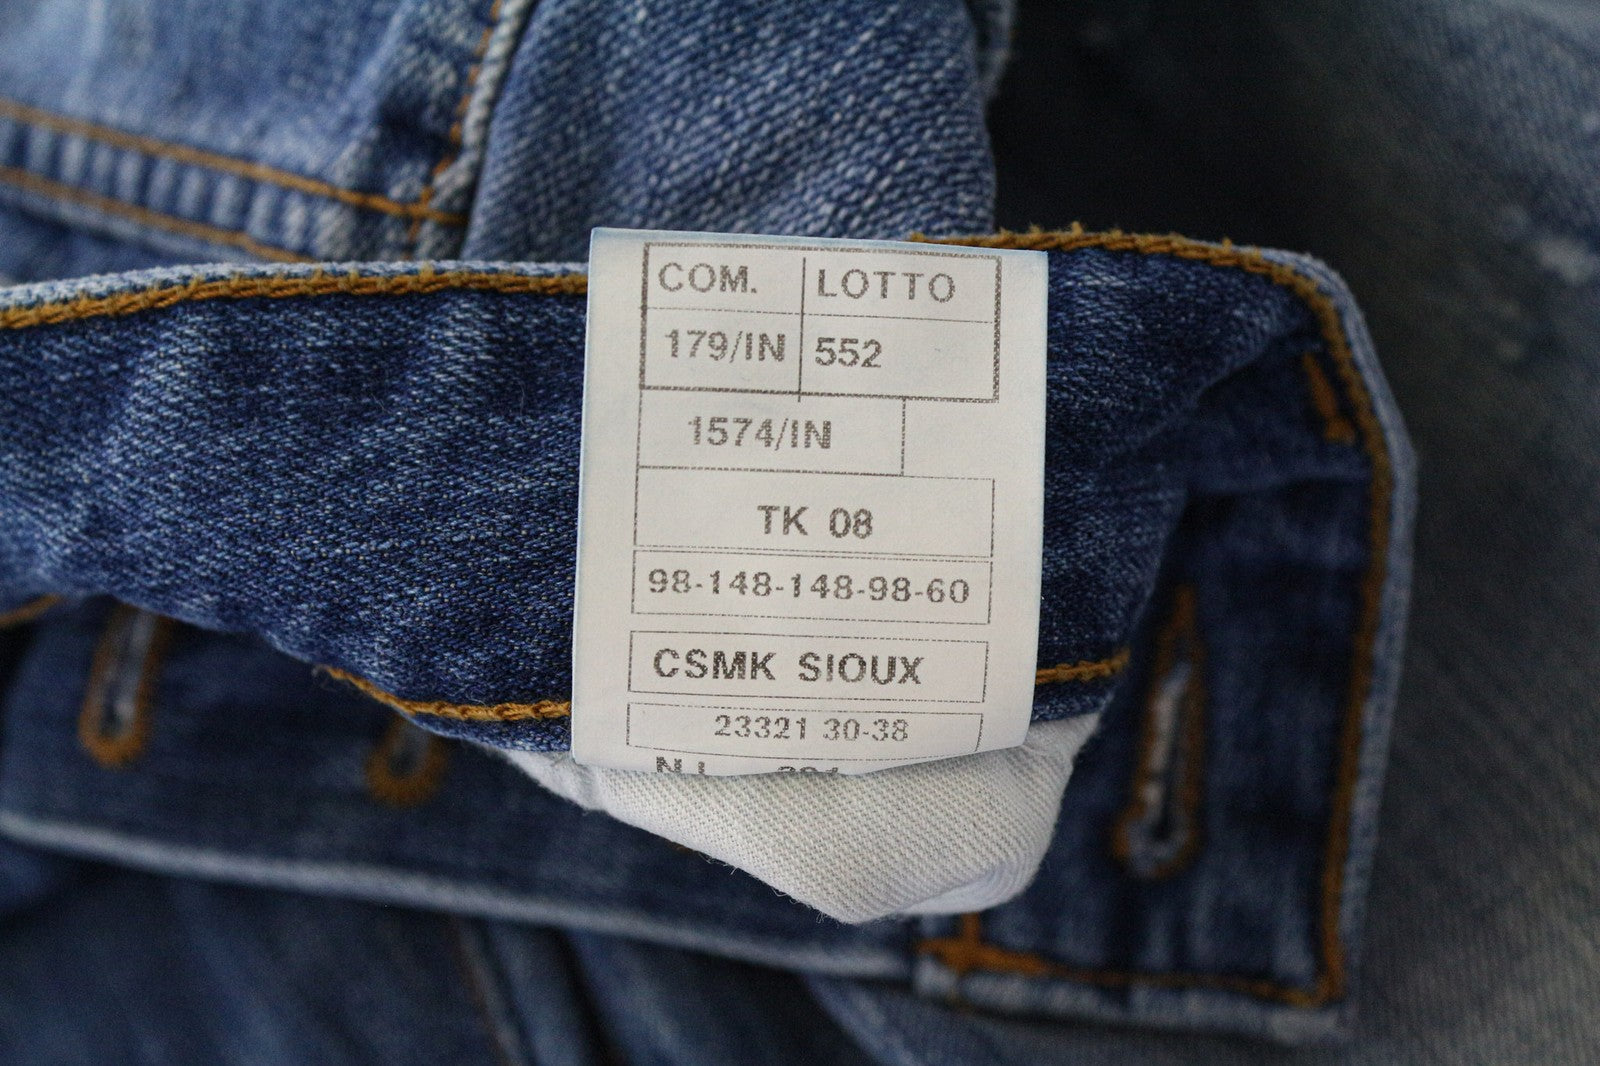 COM. LOTTO
179/IN 552
1574/IN
TK 08
98-148-148-98-60
CSMK SIOUX
23321 30-38